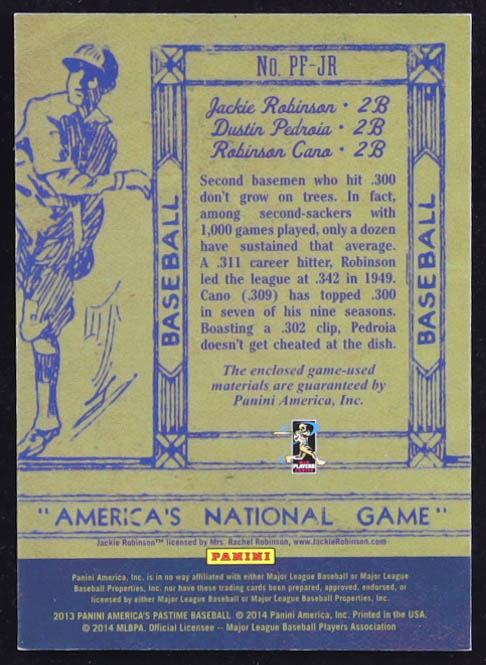 No. PF-JR
Jackie Robinson • 2B
Dustin Pedroia • 2B
Robinson Cano • 2B
Second basemen who hit .300
don't grow on trees. In fact,
among second-sackers with
1,000 games played, only a dozen
have sustained that average.
A .311 career hitter, Robinson
led the league at .342 in 1949.
Cano (.309) has topped .300
in seven of his nine seasons.
Boasting a .302 clip, Pedroia
doesn't get cheated at the dish.
The enclosed game-used
materials are guaranteed by
Panini America, Inc.
BASEBALL
BASEBALL
PLAYERS
CHOICE
"AMERICA'S NATIONAL GAME"
Jackie Robinson™ licensed by Mrs. Rachel Robinson, www.JackieRobinson.com
PANINI
Panini America, Inc. is in no way affiliated with either Major League Baseball or Major League
Baseball Properties, Inc. nor have these trading cards been prepared, approved, endorsed, or
licensed by either Major League Baseball or Major League Baseball Properties, Inc.
2013 PANINI AMERICA'S PASTIME BASEBALL © 2014 Panini America, Inc. Printed in the USA.
© 2014 MLBPA. Official Licensee -- Major League Baseball Players Association